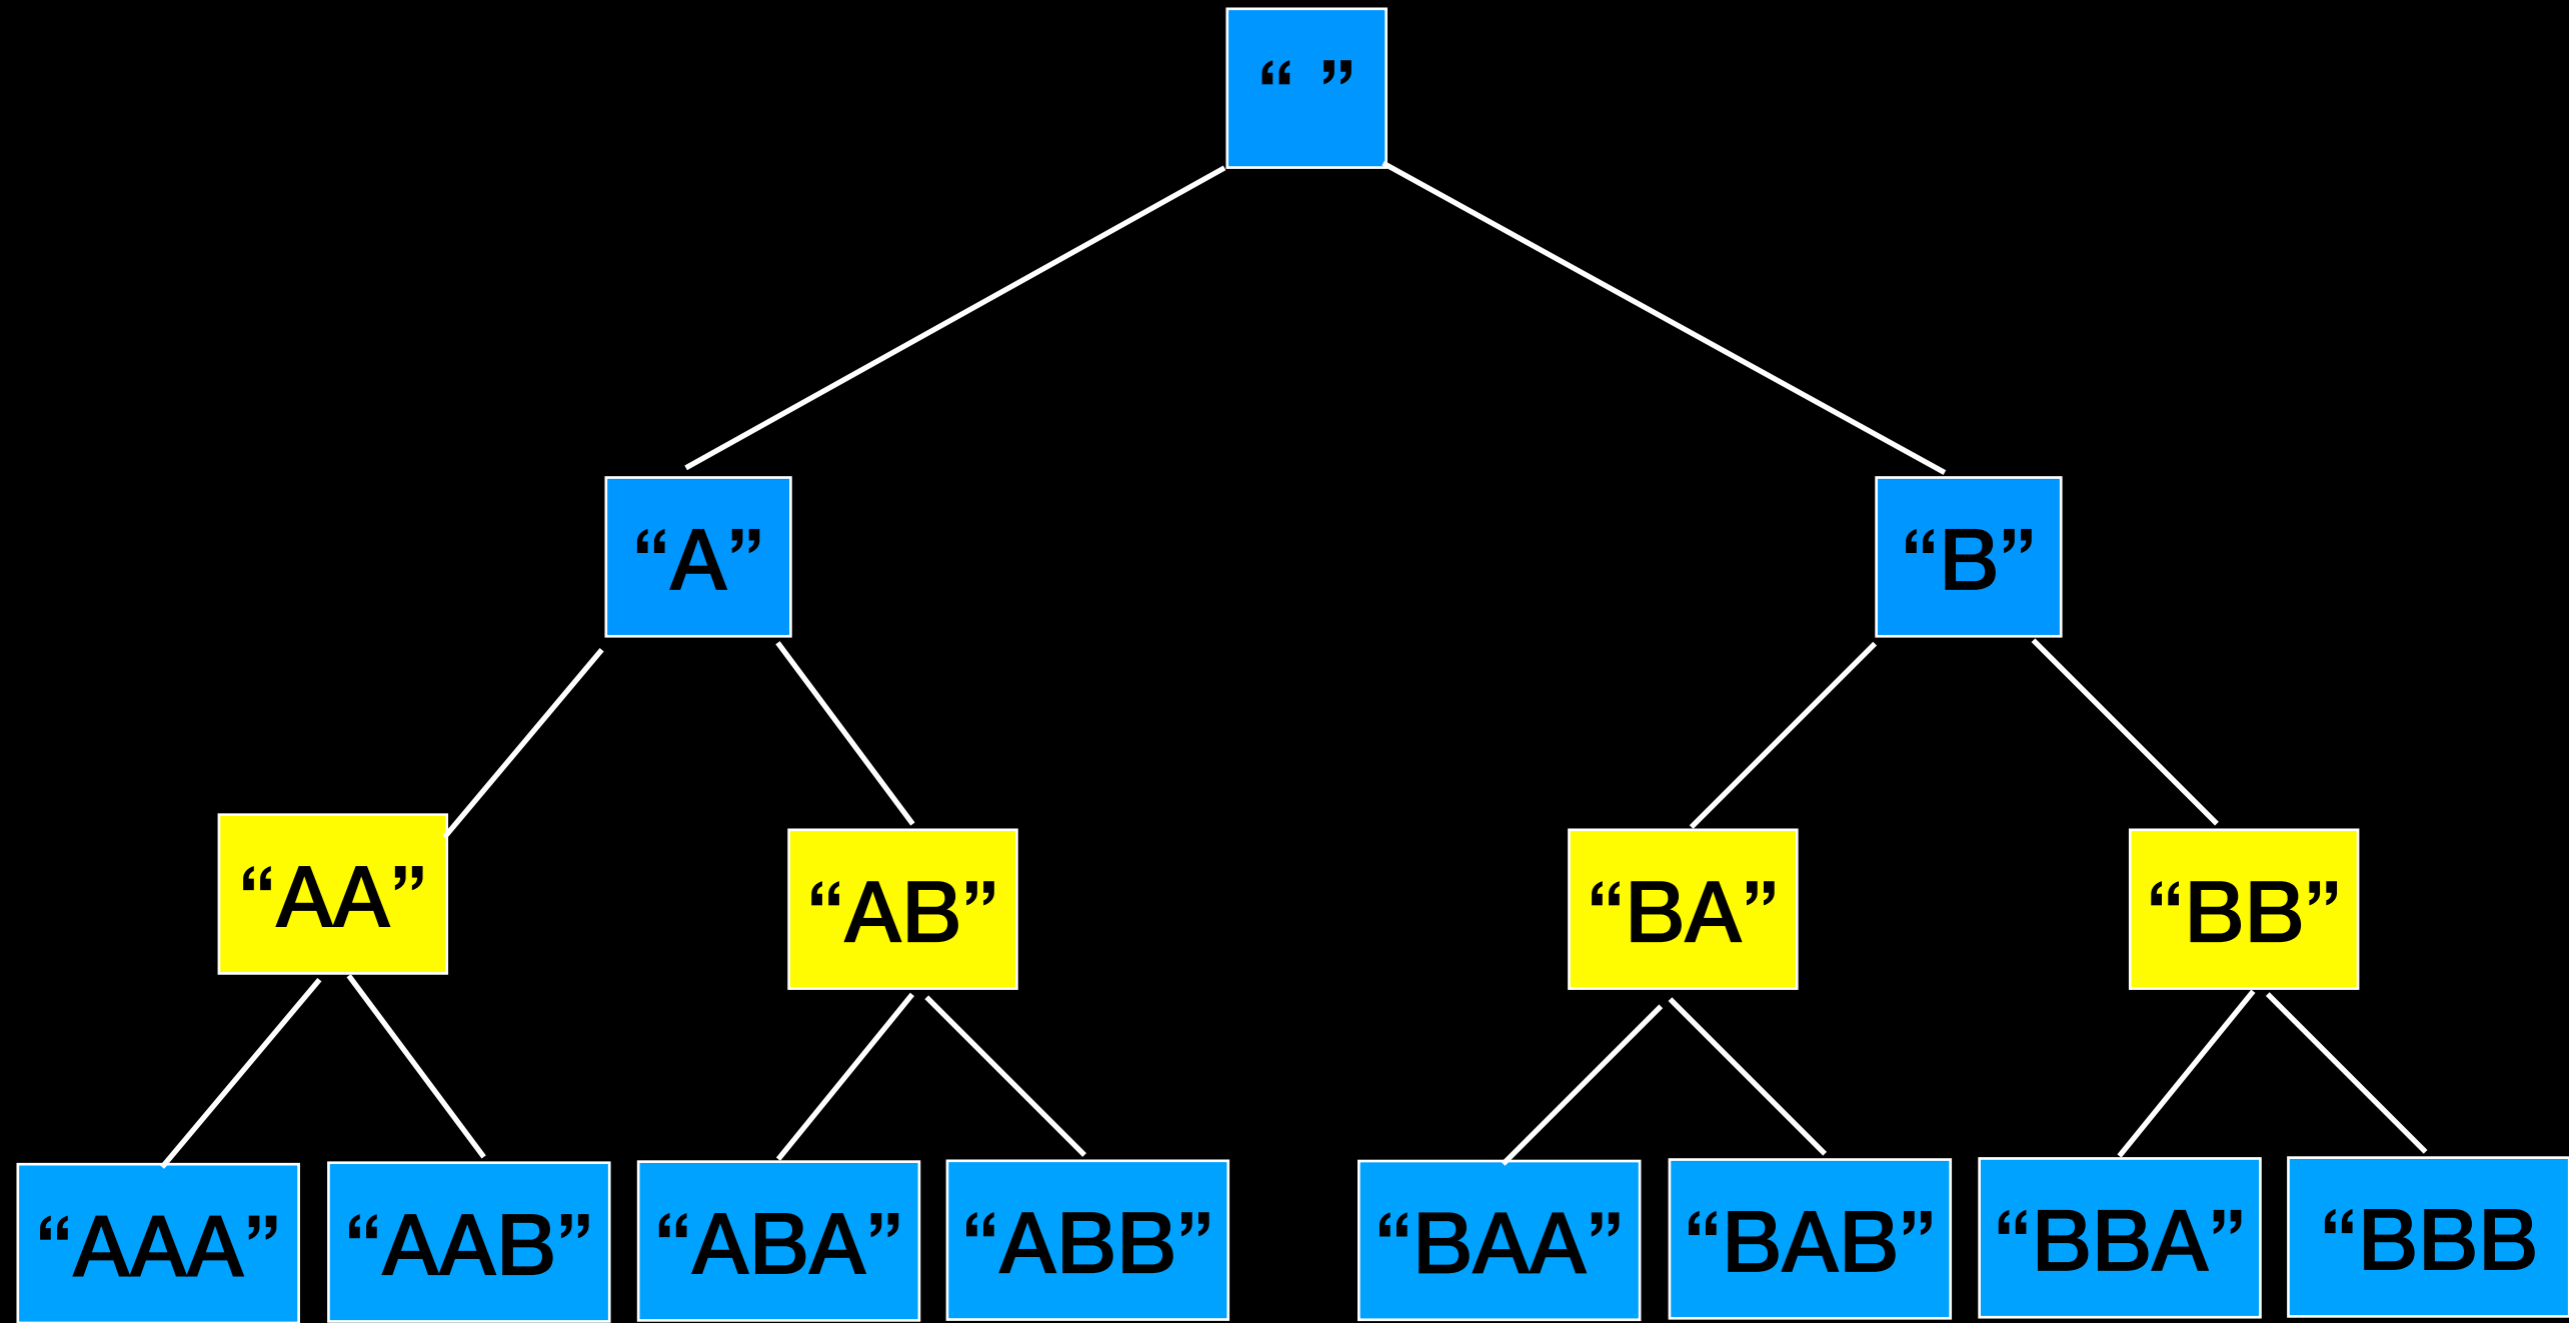 “ ”
“A” “B”
“AA” “AB” “BA” “BB”
“AAA” “AAB” “ABA” “ABB” “BAA” “BAB” “BBA” “BBB